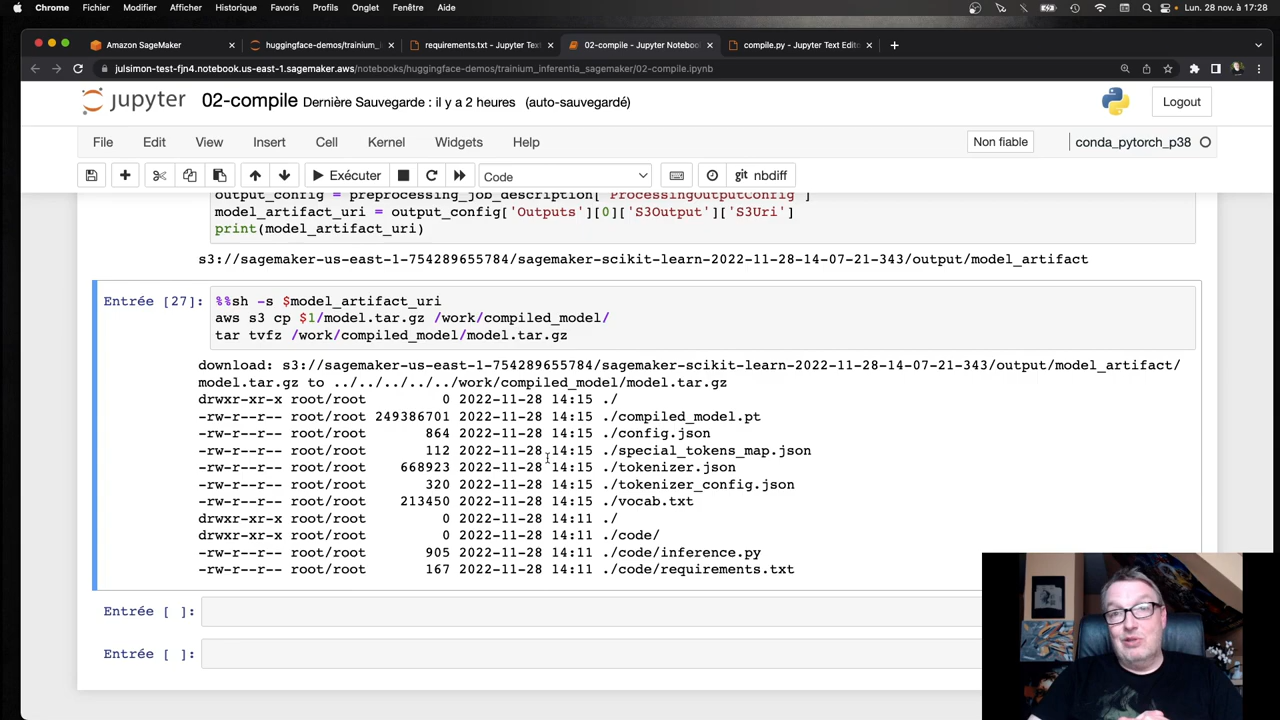 Chrome Fichier Modifier Afficher Historique Favoris Profils Onglet Fenêtre Aide Lun. 28 nov. à 17:28
Amazon SageMaker huggingface-demos/trainium_i requirements.txt - Jupyter Text 02-compile - Jupyter Notebook compile.py - Jupyter Text Edito
julsimon-test-fjn4.notebook.us-east-1.sagemaker.aws/notebooks/huggingface-demos/trainium_inferentia_sagemaker/02-compile.ipynb
jupyter 02-compile Dernière Sauvegarde : il y a 2 heures (auto-sauvegardé) Logout
File Edit View Insert Cell Kernel Widgets Help Non fiable conda_pytorch_p38
Exécuter Code nbdiff
output_config = preprocessing_job_description['ProcessingOutputConfig']
model_artifact_uri = output_config['Outputs'][0]['S3Output']['S3Uri']
print(model_artifact_uri)
s3://sagemaker-us-east-1-754289655784/sagemaker-scikit-learn-2022-11-28-14-07-21-343/output/model_artifact
Entrée [27]: %%sh -s $model_artifact_uri
aws s3 cp $1/model.tar.gz /work/compiled_model/
tar tvfz /work/compiled_model/model.tar.gz
download: s3://sagemaker-us-east-1-754289655784/sagemaker-scikit-learn-2022-11-28-14-07-21-343/output/model_artifact/
model.tar.gz to ../../../../../work/compiled_model/model.tar.gz
drwxr-xr-x root/root 0 2022-11-28 14:15 ./
-rw-r--r-- root/root 249386701 2022-11-28 14:15 ./compiled_model.pt
-rw-r--r-- root/root 864 2022-11-28 14:15 ./config.json
-rw-r--r-- root/root 112 2022-11-28 14:15 ./special_tokens_map.json
-rw-r--r-- root/root 668923 2022-11-28 14:15 ./tokenizer.json
-rw-r--r-- root/root 320 2022-11-28 14:15 ./tokenizer_config.json
-rw-r--r-- root/root 213450 2022-11-28 14:15 ./vocab.txt
drwxr-xr-x root/root 0 2022-11-28 14:11 ./
drwxr-xr-x root/root 0 2022-11-28 14:11 ./code/
-rw-r--r-- root/root 905 2022-11-28 14:11 ./code/inference.py
-rw-r--r-- root/root 167 2022-11-28 14:11 ./code/requirements.txt
Entrée [ ]:
Entrée [ ]: